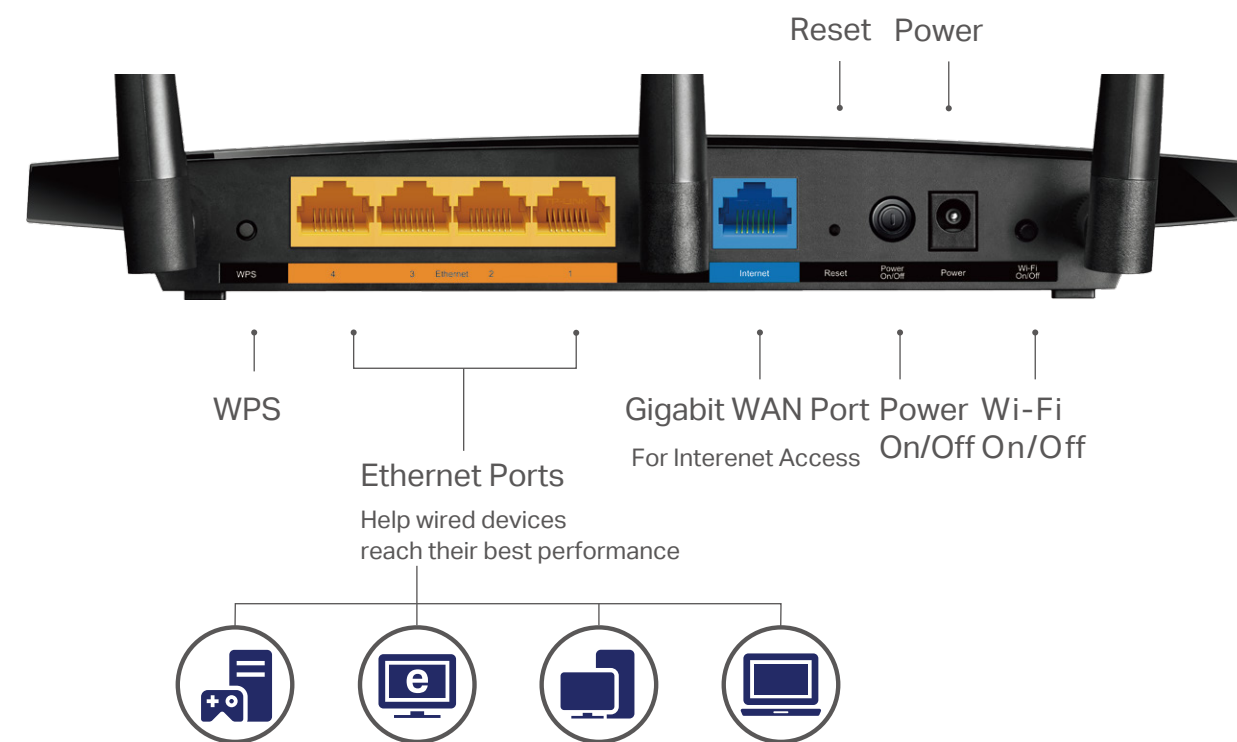 Reset Power
WPS
4 3 Ethernet 2 1
Internet
Reset
Power
On/Off
Power
Wi-Fi
On/Off
WPS
Gigabit WAN Port
For Interenet Access
Power
On/Off
Wi-Fi
On/Off
Ethernet Ports
Help wired devices
reach their best performance
e